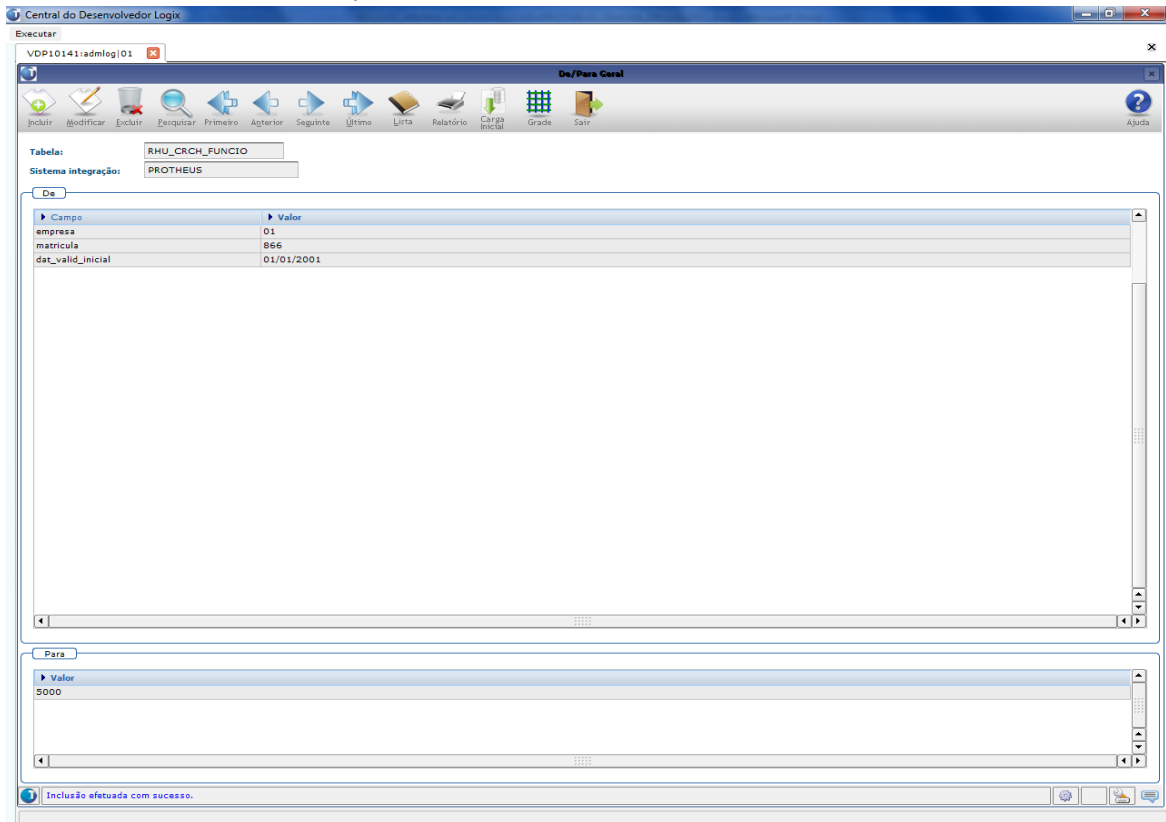 Central do Desenvolvedor Logix
Executar
VDP10141:admlog|01
De/Para Geral
Incluir Modificar Excluir Pesquisar Primeiro Anterior Seguinte Último Lista Relatório Carga Inicial Grade Sair Ajuda
Tabela: RHU_CRCH_FUNCIO
Sistema integração: PROTHEUS
De
Campo Valor
empresa 01
matricula 866
dat_valid_inicial 01/01/2001
Para
Valor
5000
Inclusão efetuada com sucesso.